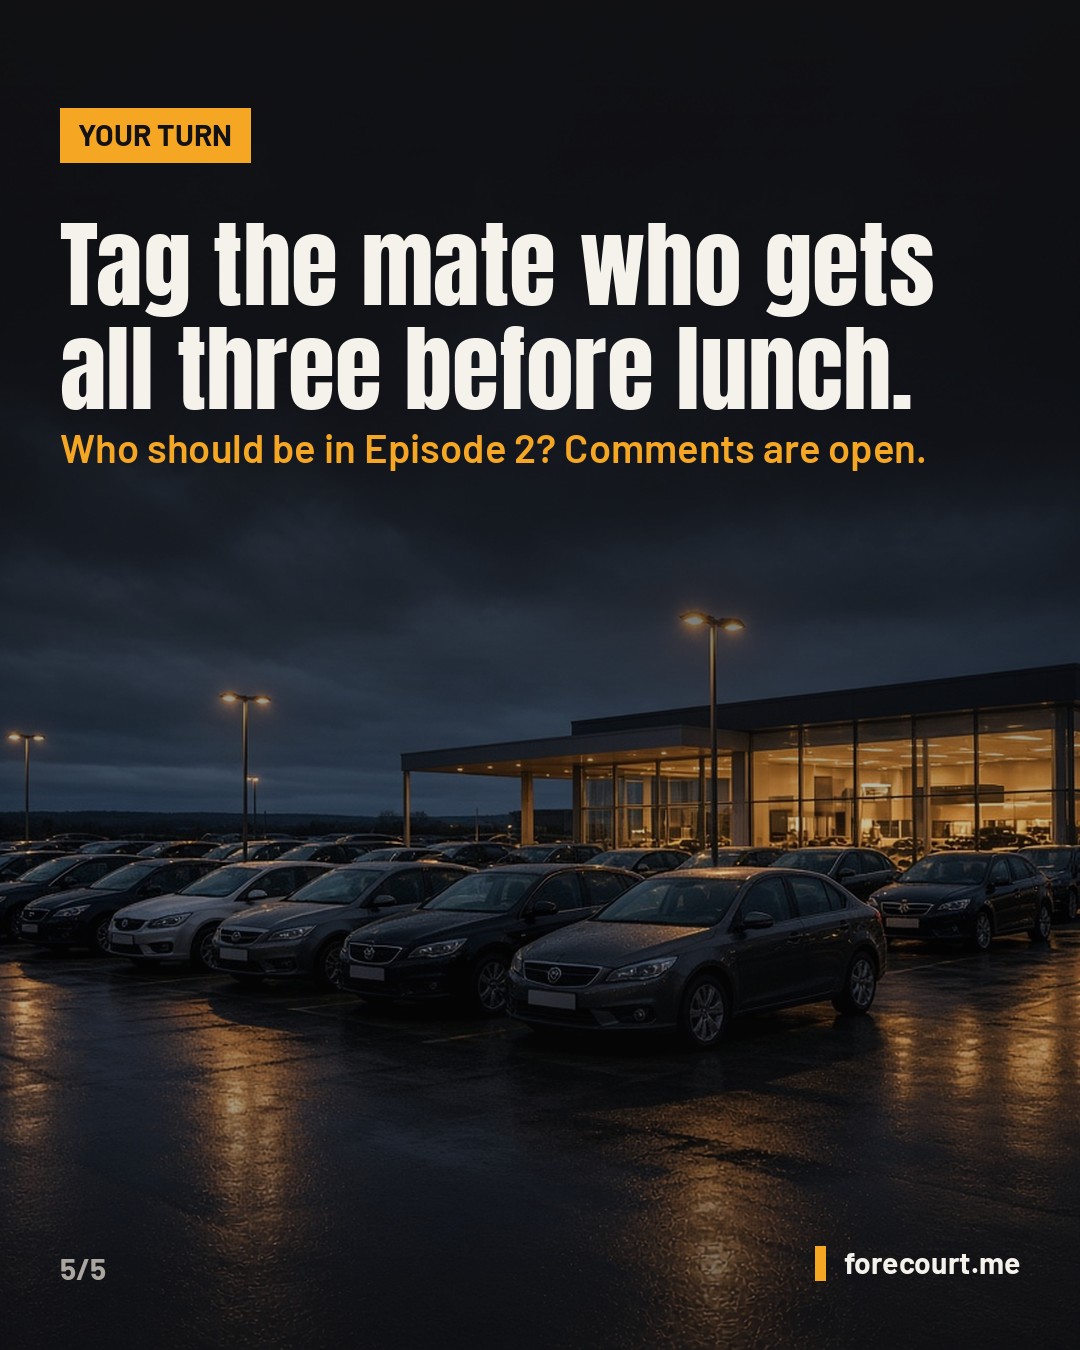 YOUR TURN
Tag the mate who gets
all three before lunch.
Who should be in Episode 2? Comments are open.
5/5
forecourt.me